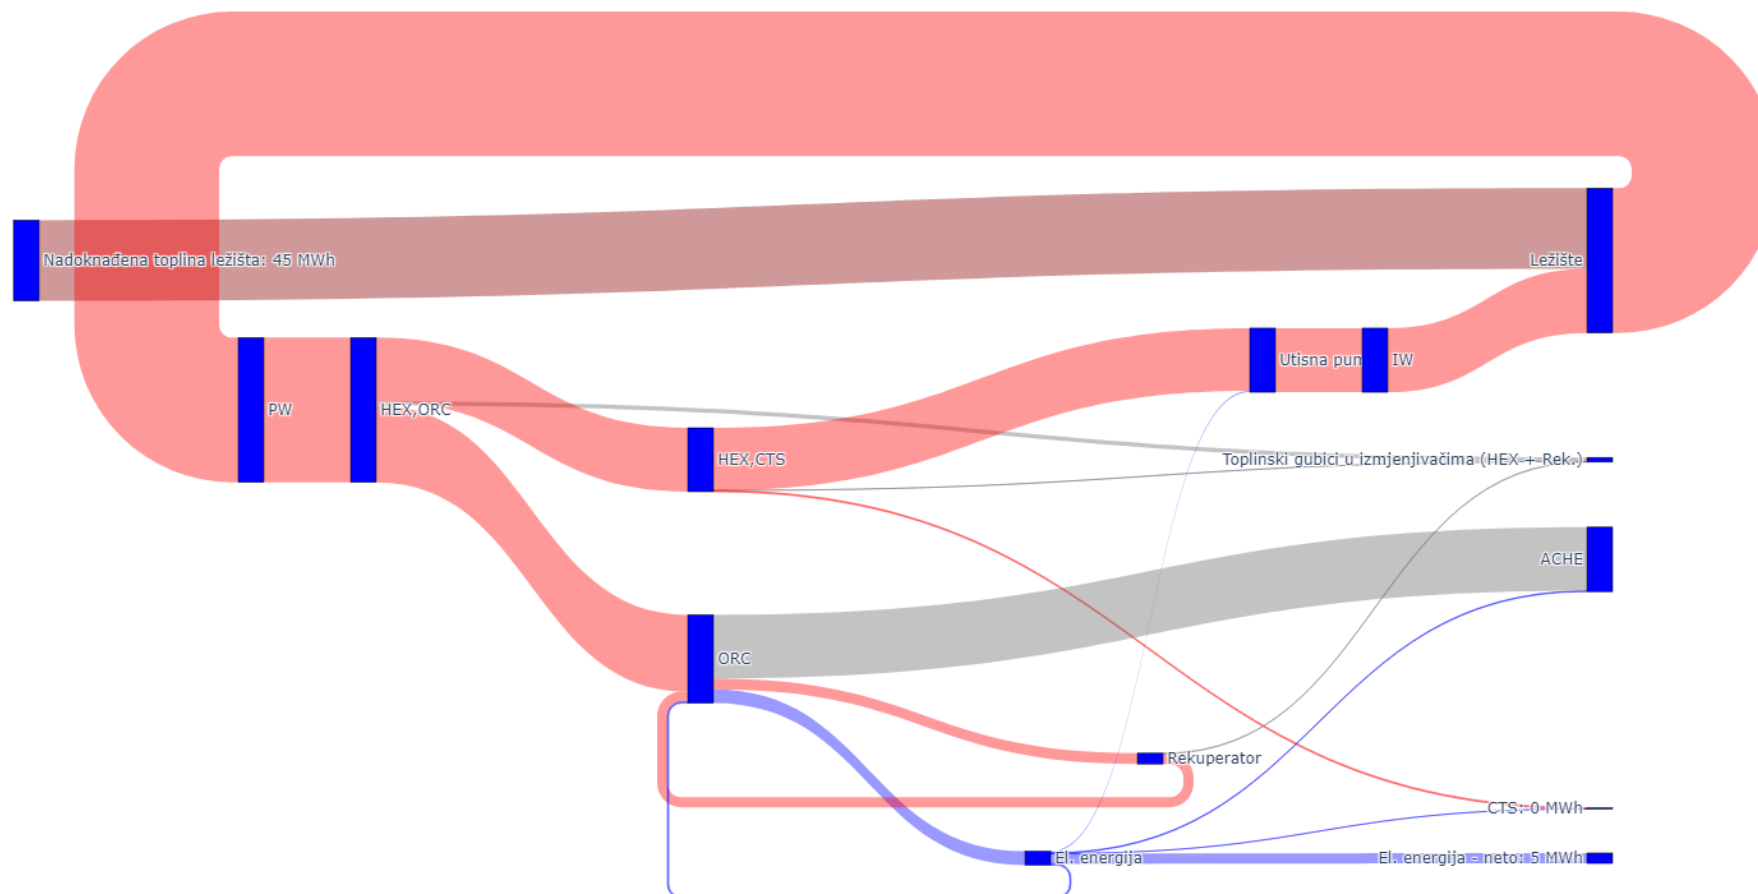 Nadoknađena toplina ležišta: 45 MWh
Ležište
Utisna pum
IW
PW
HEX,ORC
HEX,CTS
Toplinski gubici u izmjenjivačima (HEX + Rek.)
ACHE
ORC
Rekuperator
CTS: 0 MWh
El. energija
El. energija - neto: 5 MWh